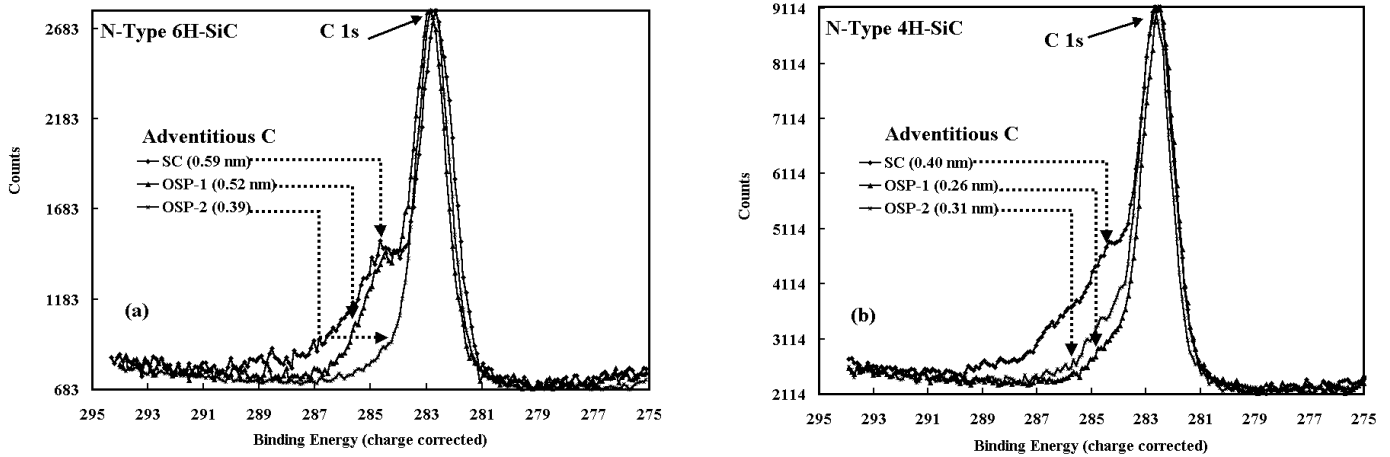 N-Type 6H-SiC
C 1s
Adventitious C
SC (0.59 nm)
OSP-1 (0.52 nm)
OSP-2 (0.39)
(a)
Counts
2683
2183
1683
1183
683
295 293 291 289 287 285 283 281 279 277 275
Binding Energy (charge corrected)
N-Type 4H-SiC
C 1s
Adventitious C
SC (0.40 nm)
OSP-1 (0.26 nm)
OSP-2 (0.31 nm)
(b)
Counts
9114
8114
7114
6114
5114
4114
3114
2114
295 293 291 289 287 285 283 281 279 277 275
Binding Energy (charge corrected)